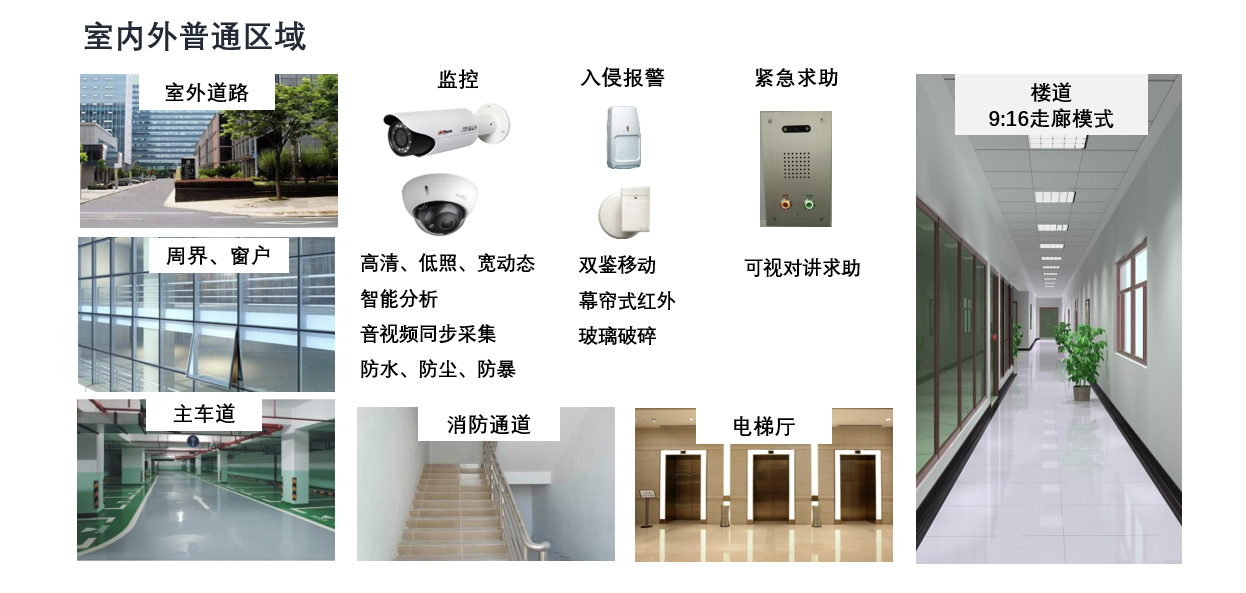 室内外普通区域
室外道路
监控
入侵报警
紧急求助
楼道
9:16走廊模式
周界、窗户
高清、低照、宽动态
智能分析
音视频同步采集
防水、防尘、防暴
双鉴移动
幕帘式红外
玻璃破碎
可视对讲求助
主车道
消防通道
电梯厅